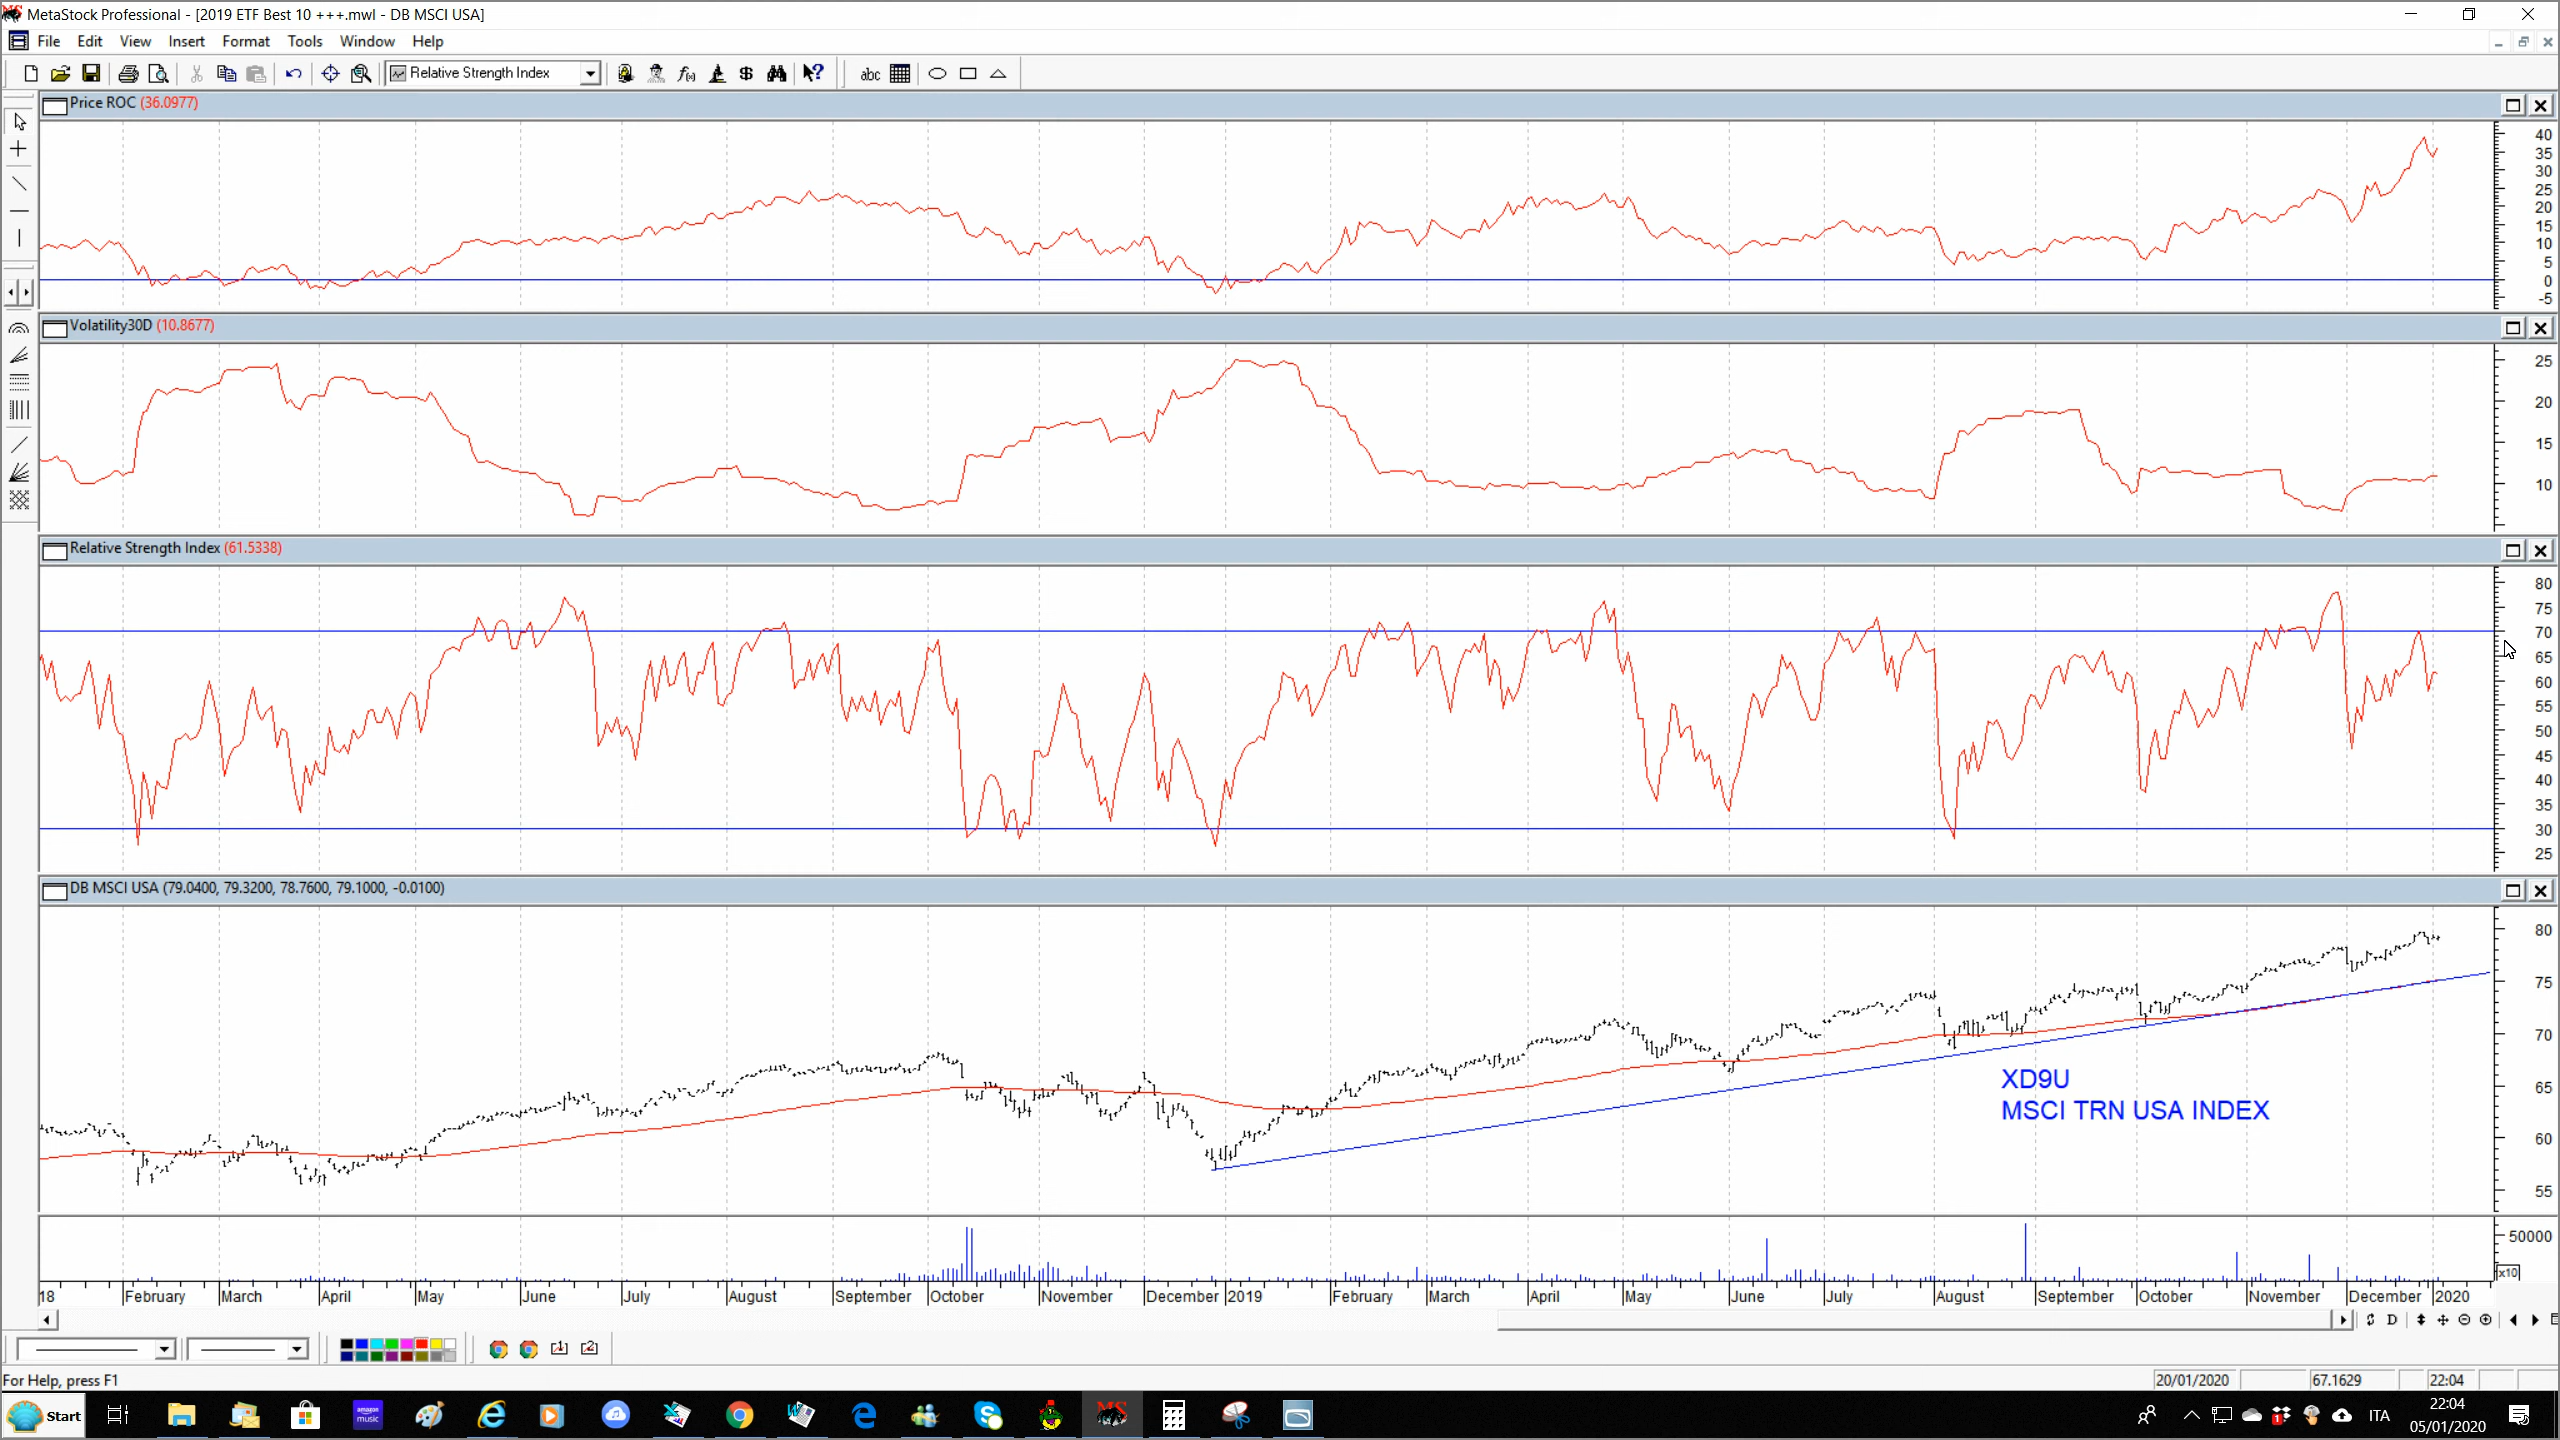 MetaStock Professional - [2019 ETF Best 10 +++.mwl - DB MSCI USA]
File Edit View Insert Format Tools Window Help
Relative Strength Index
abc
Price ROC (36.0977)
40
35
30
25
20
15
10
5
0
-5
Volatility30D (10.8677)
25
20
15
10
Relative Strength Index (61.5338)
80
75
70
65
60
55
50
45
40
35
30
25
DB MSCI USA (79.0400, 79.3200, 78.7600, 79.1000, -0.0100)
80
75
70
65
60
55
XD9U
MSCI TRN USA INDEX
50000
x10
18 February March April May June July August September October November December 2019 February March April May June July August September October November December 2020
D
For Help, press F1
20/01/2020 67.1629 22:04
Start
amazon music
MS
ITA
22:04
05/01/2020